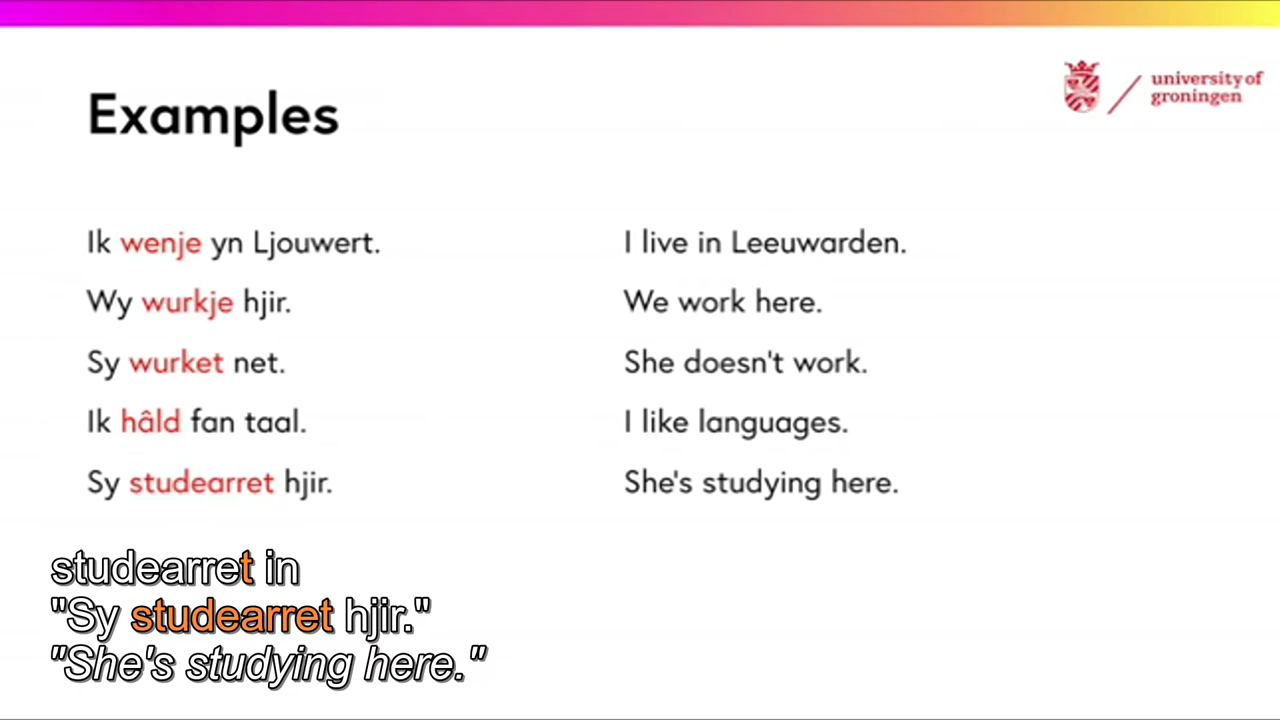 university of
groningen
Examples
Ik wenje yn Ljouwert. I live in Leeuwarden.
Wy wurkje hjir. We work here.
Sy wurket net. She doesn't work.
Ik hâld fan taal. I like languages.
Sy studearret hjir. She's studying here.
studearret in
"Sy studearret hjir."
"She's studying here."